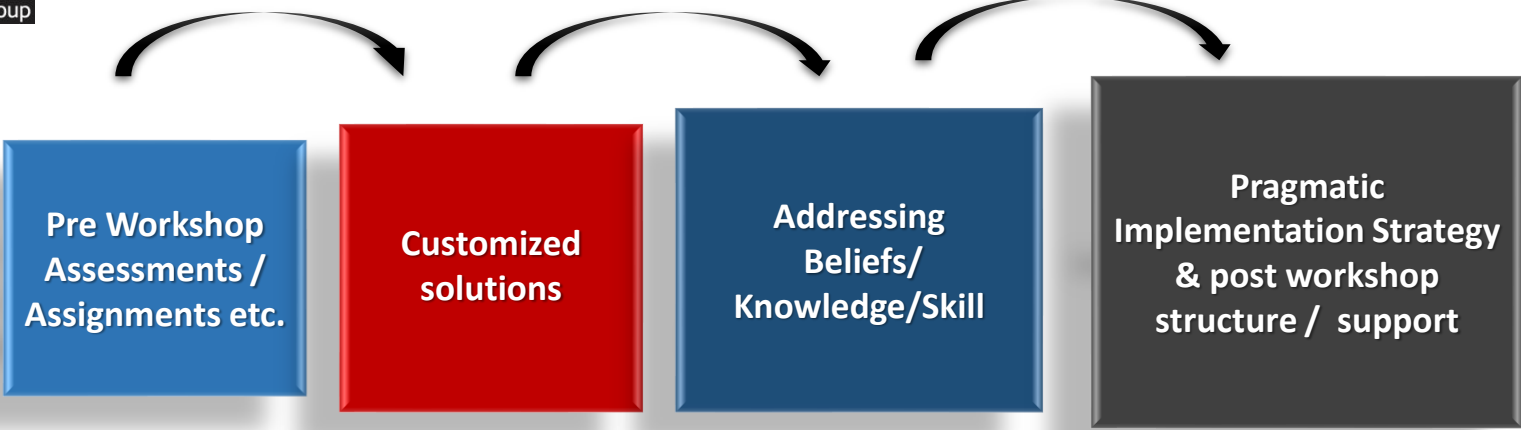 oup
Pre Workshop
Assessments /
Assignments etc.
Customized
solutions
Addressing
Beliefs/
Knowledge/Skill
Pragmatic
Implementation Strategy
& post workshop
structure /  support